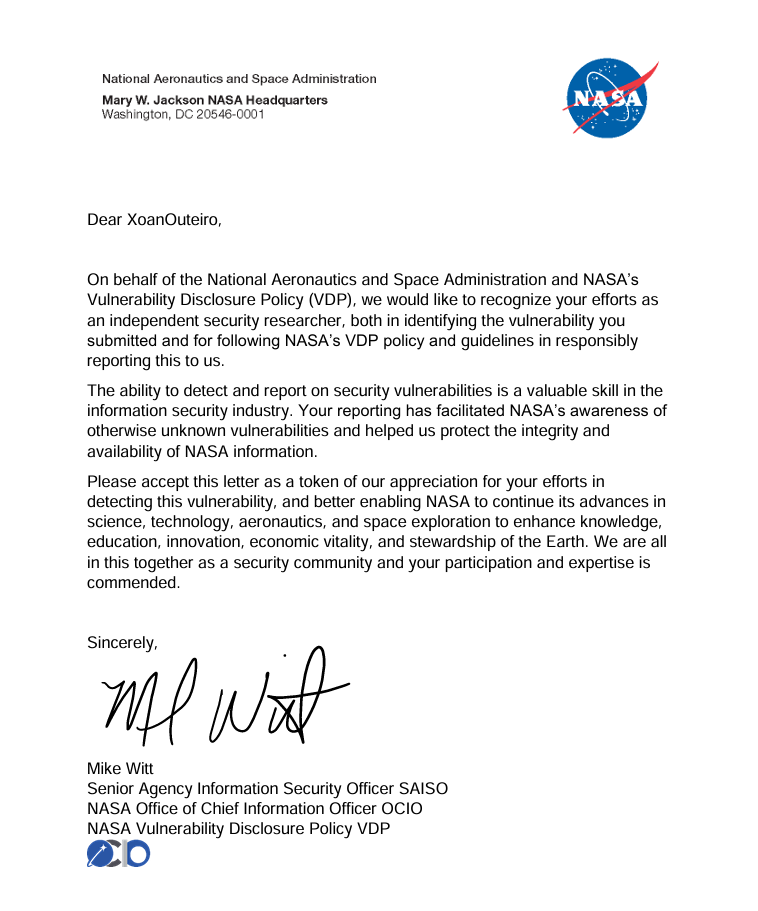 National Aeronautics and Space Administration
Mary W. Jackson NASA Headquarters
Washington, DC 20546-0001
NASA
Dear XoanOuteiro,
On behalf of the National Aeronautics and Space Administration and NASA's
Vulnerability Disclosure Policy (VDP), we would like to recognize your efforts as
an independent security researcher, both in identifying the vulnerability you
submitted and for following NASA's VDP policy and guidelines in responsibly
reporting this to us.
The ability to detect and report on security vulnerabilities is a valuable skill in the
information security industry. Your reporting has facilitated NASA's awareness of
otherwise unknown vulnerabilities and helped us protect the integrity and
availability of NASA information.
Please accept this letter as a token of our appreciation for your efforts in
detecting this vulnerability, and better enabling NASA to continue its advances in
science, technology, aeronautics, and space exploration to enhance knowledge,
education, innovation, economic vitality, and stewardship of the Earth. We are all
in this together as a security community and your participation and expertise is
commended.
Sincerely,
Mike Witt
Senior Agency Information Security Officer SAISO
NASA Office of Chief Information Officer OCIO
NASA Vulnerability Disclosure Policy VDP
OCIO